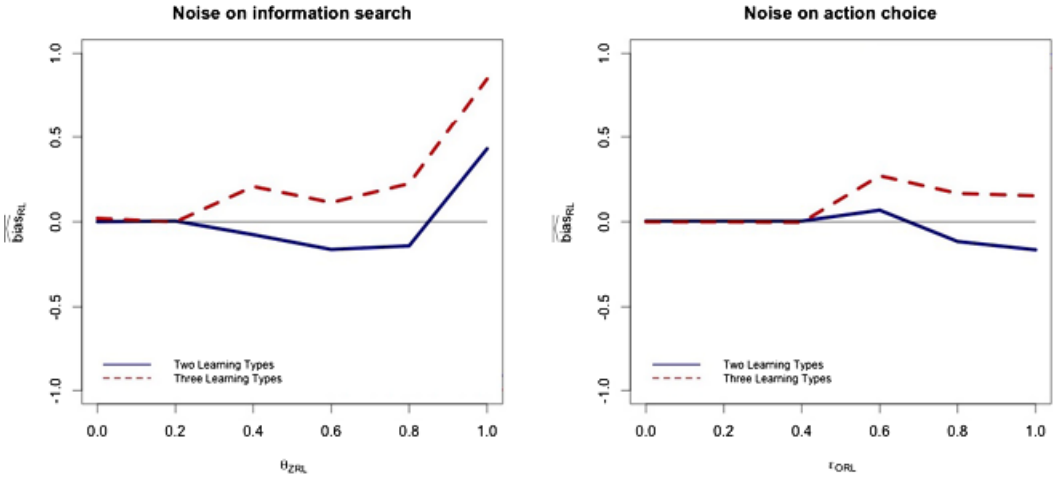 Noise on information search
1.0
0.5
0.0
-0.5
-1.0
bias_RL
Two Learning Types
Three Learning Types
0.0 0.2 0.4 0.6 0.8 1.0
θ_ZRL
Noise on action choice
1.0
0.5
0.0
-0.5
-1.0
bias_RL
Two Learning Types
Three Learning Types
0.0 0.2 0.4 0.6 0.8 1.0
ε_ORL